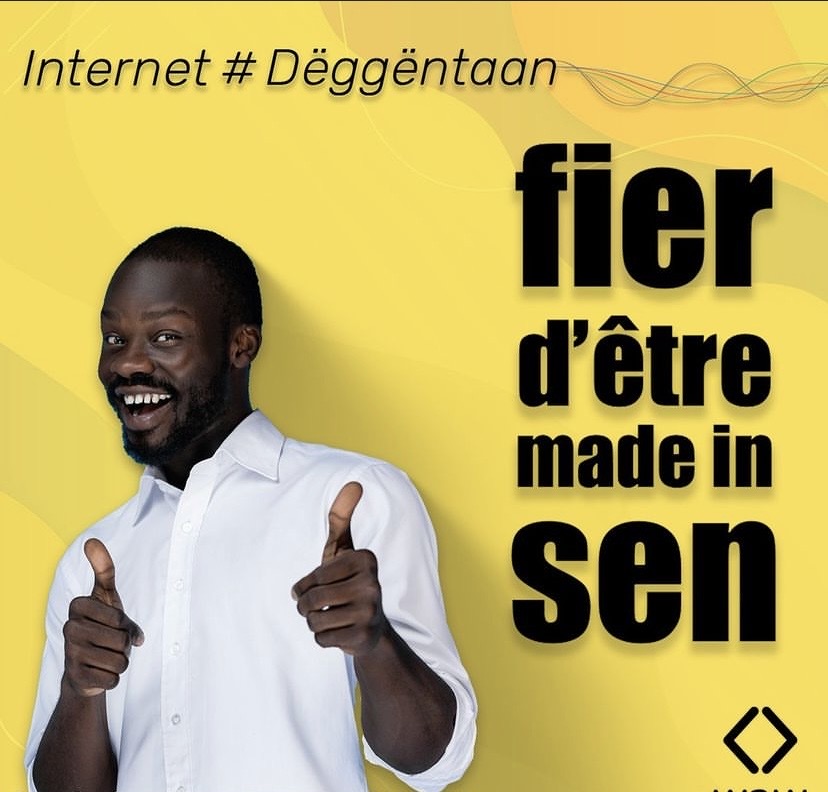 Internet # Dëggëntaan
fier
d'être
made in
sen